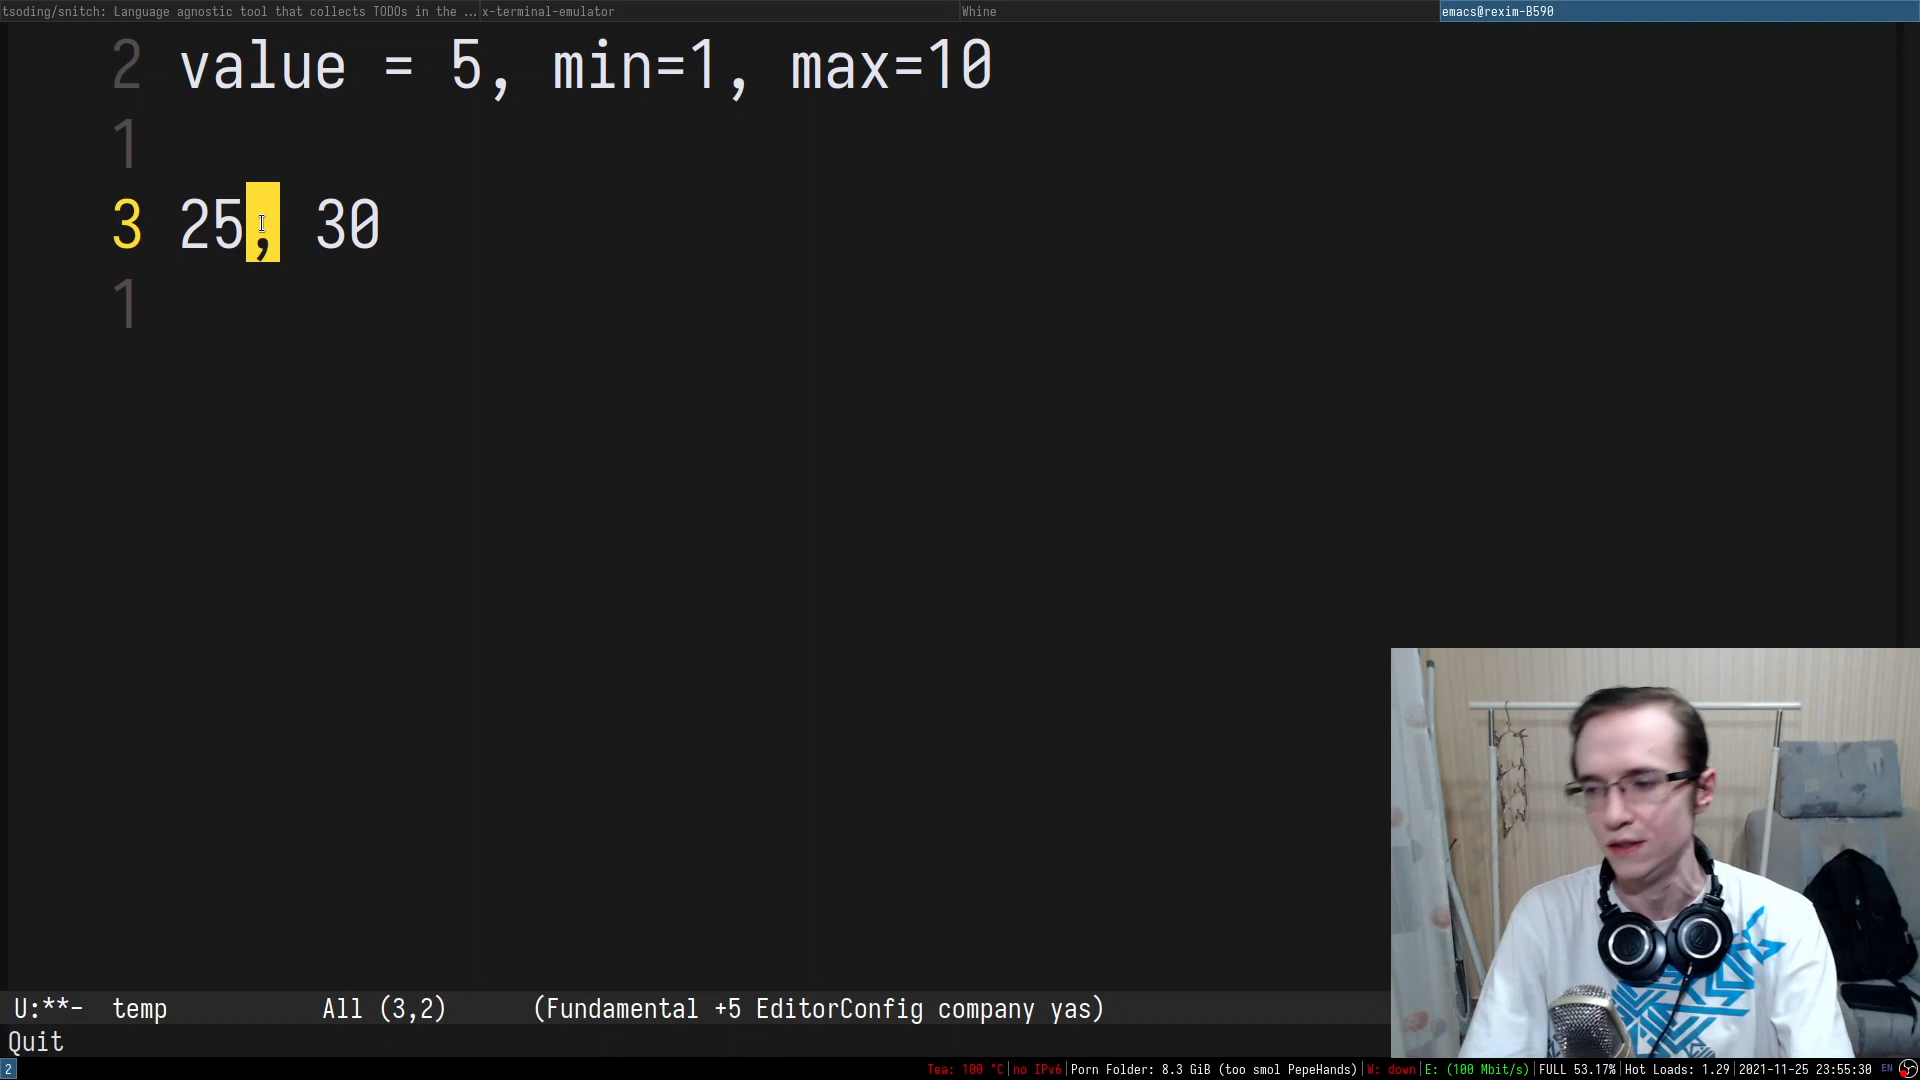 tsoding/snitch: Language agnostic tool that collects TODOs in the ... x-terminal-emulator Whine emacs@rexim-B590
2 value = 5, min=1, max=10
1
3 25, 30
1
U:**- temp All (3,2) (Fundamental +5 EditorConfig company yas)
Quit
2 Tea: 100 °C|no IPv6|Porn Folder: 8.3 GiB (too smol PepeHands)|W: down|E: (100 Mbit/s)|FULL 53.17%|Hot Loads: 1.29|2021-11-25 23:55:30 EN